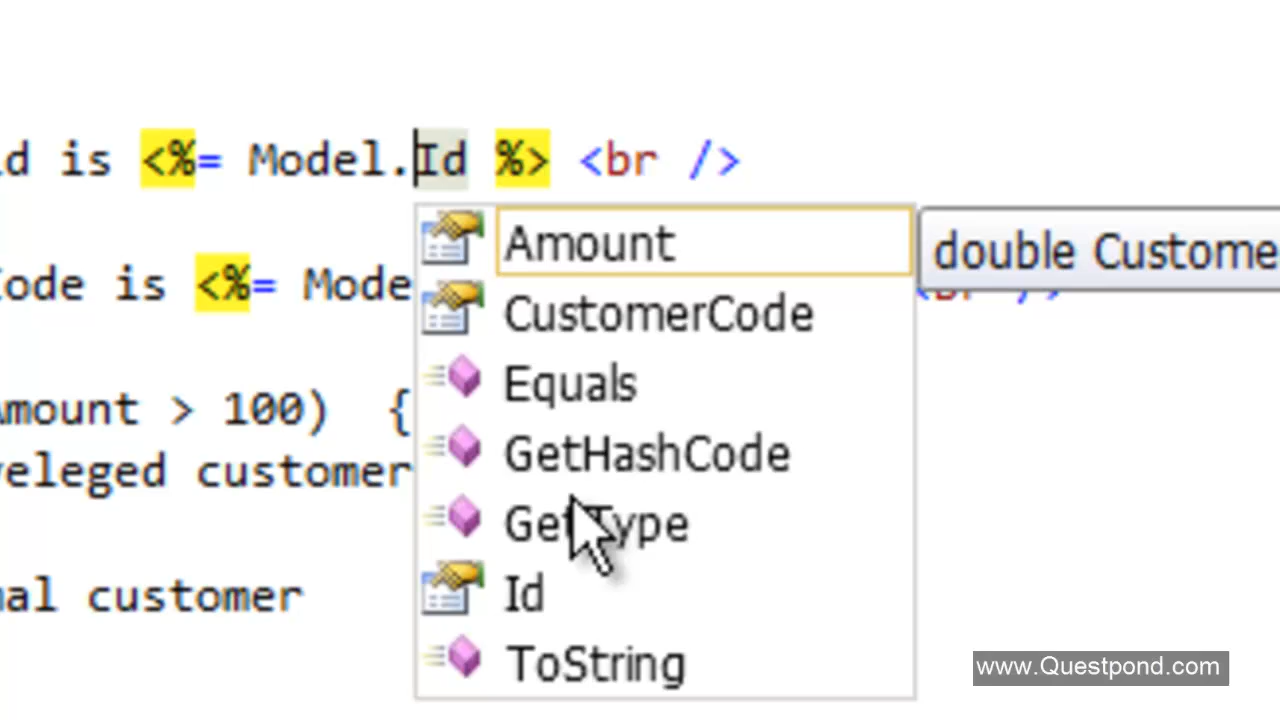 d is <%= Model.Id %> <br />
Amount
double Custome
Code is <%= Mode
CustomerCode
Equals
Amount > 100) {
GetHashCode
veleged customer
GetType
Id
nal customer
ToString
www.Questpond.com